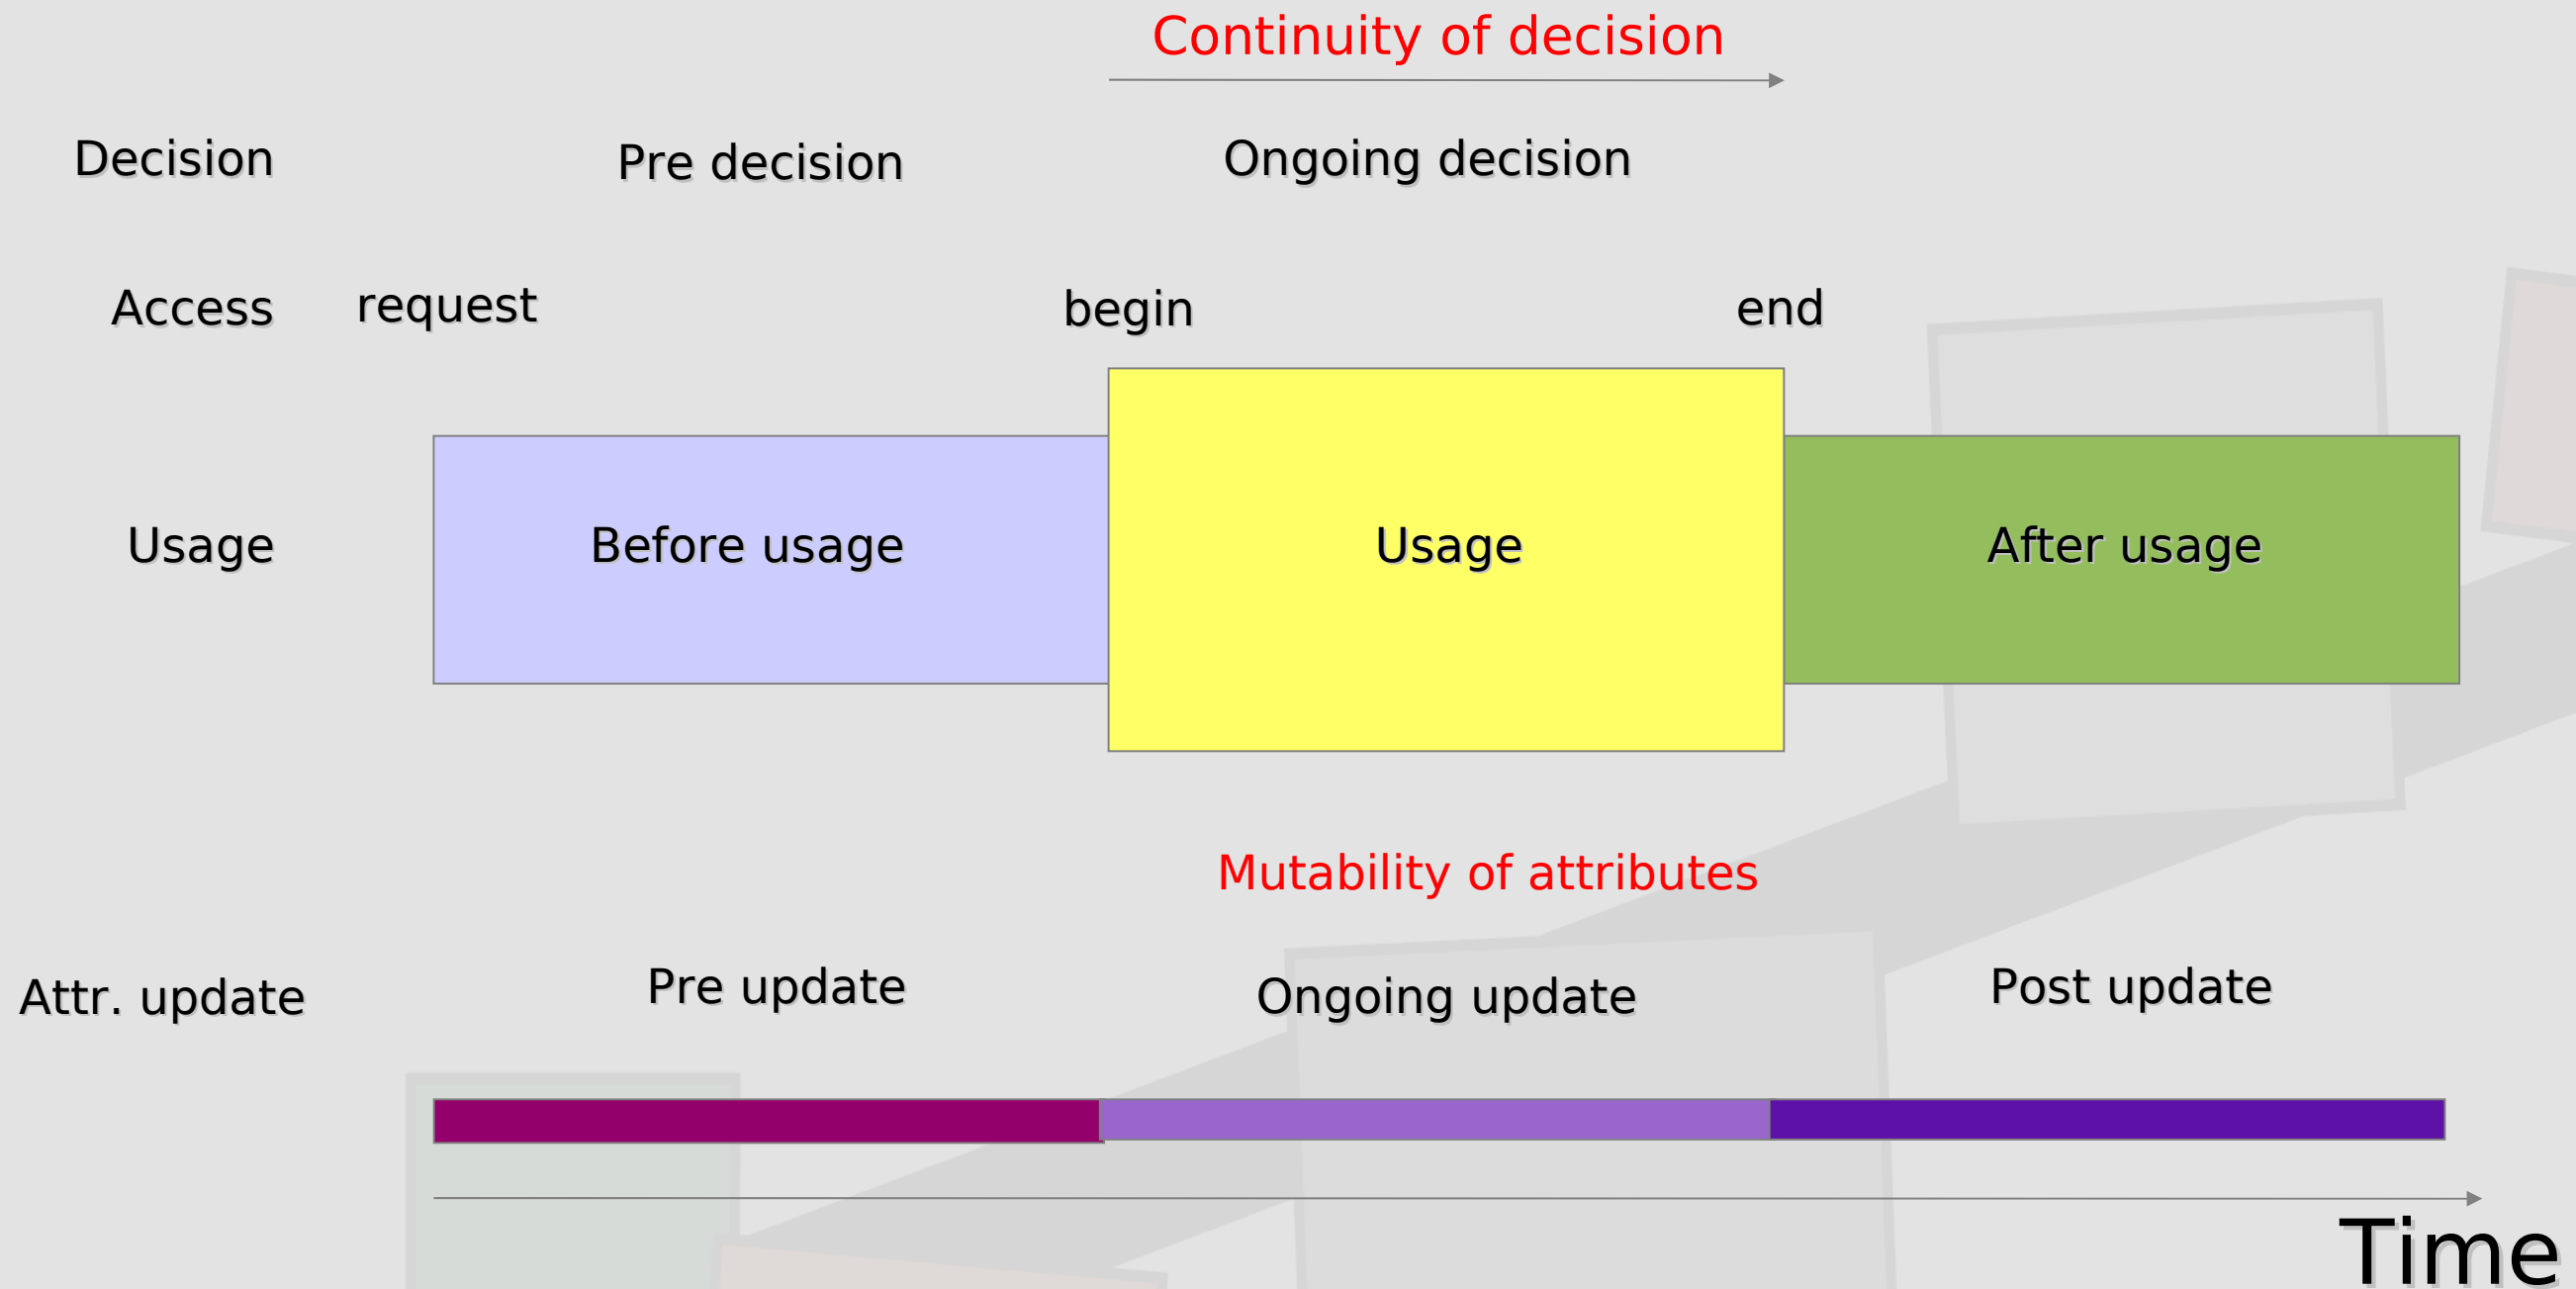 Continuity of decision
Decision
Pre decision
Ongoing decision
Access
request
begin
end
Usage
Before usage
Usage
After usage
Mutability of attributes
Attr. update
Pre update
Ongoing update
Post update
Time